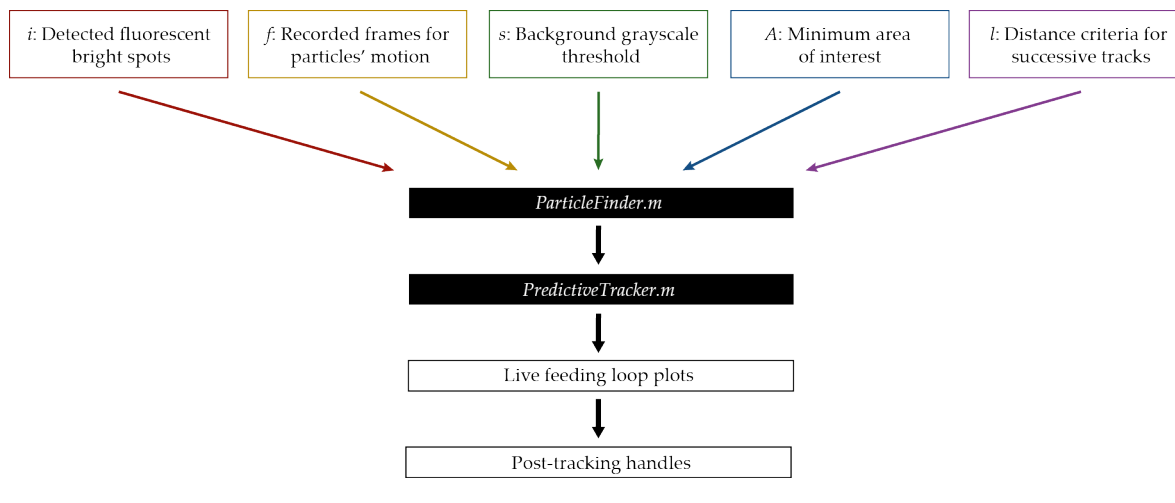 i: Detected fluorescent
bright spots
f: Recorded frames for
particles’ motion
s: Background grayscale
threshold
A: Minimum area
of interest
l: Distance criteria for
successive tracks
ParticleFinder.m
PredictiveTracker.m
Live feeding loop plots
Post-tracking handles